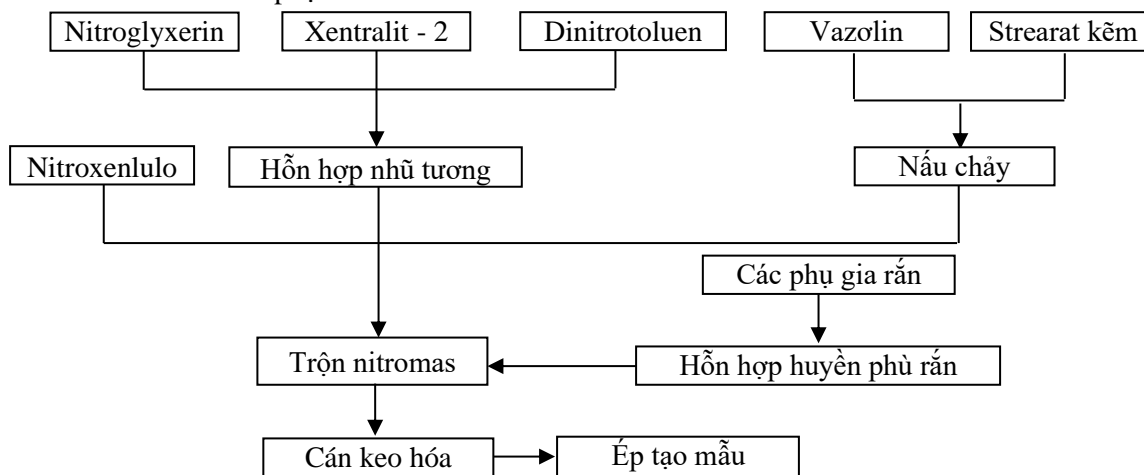 Nitroglyxerin
Xentralit - 2
Dinitrotoluen
Vazơlin
Strearat kẽm
Nitroxenlulo
Hỗn hợp nhũ tương
Nấu chảy
Các phụ gia rắn
Trộn nitromas
Hỗn hợp huyền phù rắn
Cán keo hóa
Ép tạo mẫu